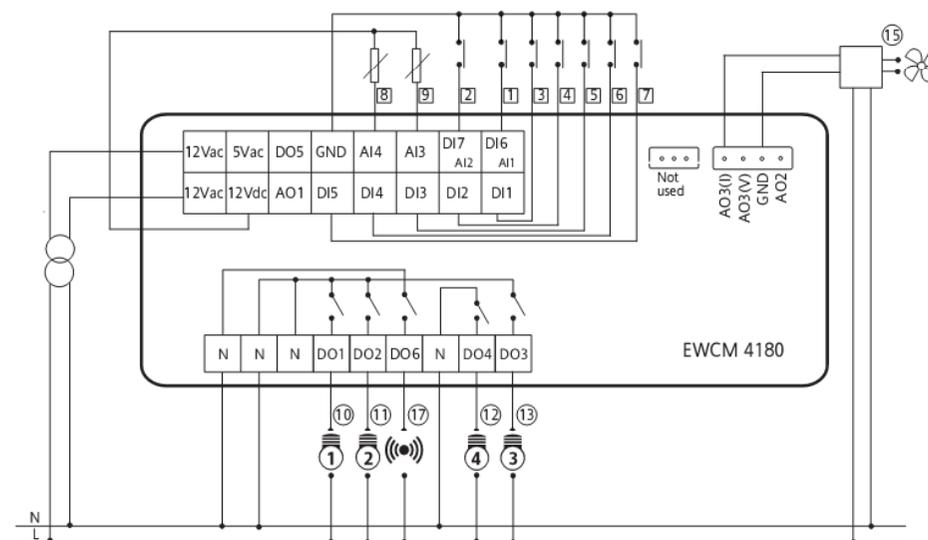 15
8 9 2 1 3 4 5 6 7
12Vac 5Vac DO5 GND AI4 AI3 DI7 AI2 DI6 AI1
12Vac 12Vdc AO1 DI5 DI4 DI3 DI2 DI1
Not
used
AO3(I) AO3(V) GND AO2
N N N DO1 DO2 DO6 N DO4 DO3
EWCM 4180
10 11 17 12 13
1 2 4 3
N
L